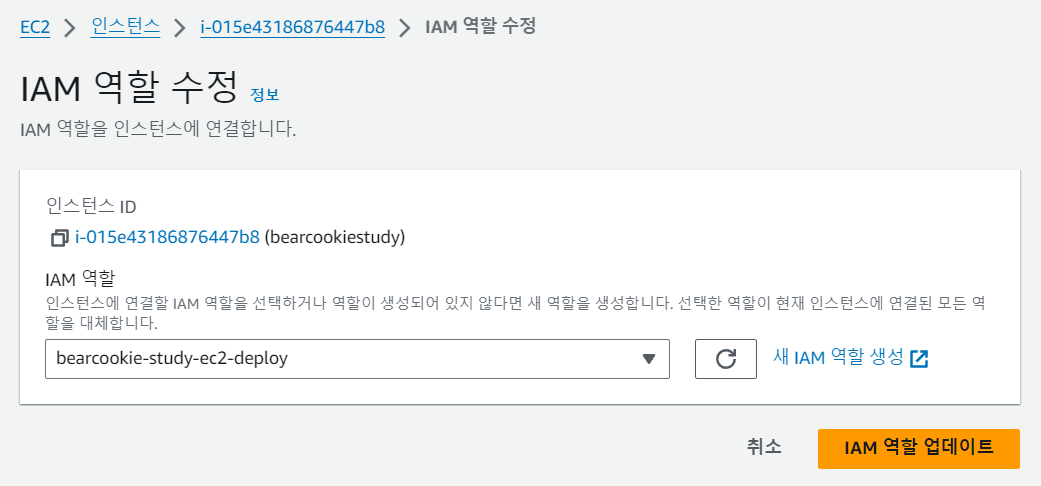 EC2 > 인스턴스 > i-015e43186876447b8 > IAM 역할 수정
IAM 역할 수정 정보
IAM 역할을 인스턴스에 연결합니다.
인스턴스 ID
i-015e43186876447b8 (bearcookiestudy)
IAM 역할
인스턴스에 연결할 IAM 역할을 선택하거나 역할이 생성되어 있지 않다면 새 역할을 생성합니다. 선택한 역할이 현재 인스턴스에 연결된 모든 역
할을 대체합니다.
bearcookie-study-ec2-deploy 새 IAM 역할 생성
취소 IAM 역할 업데이트